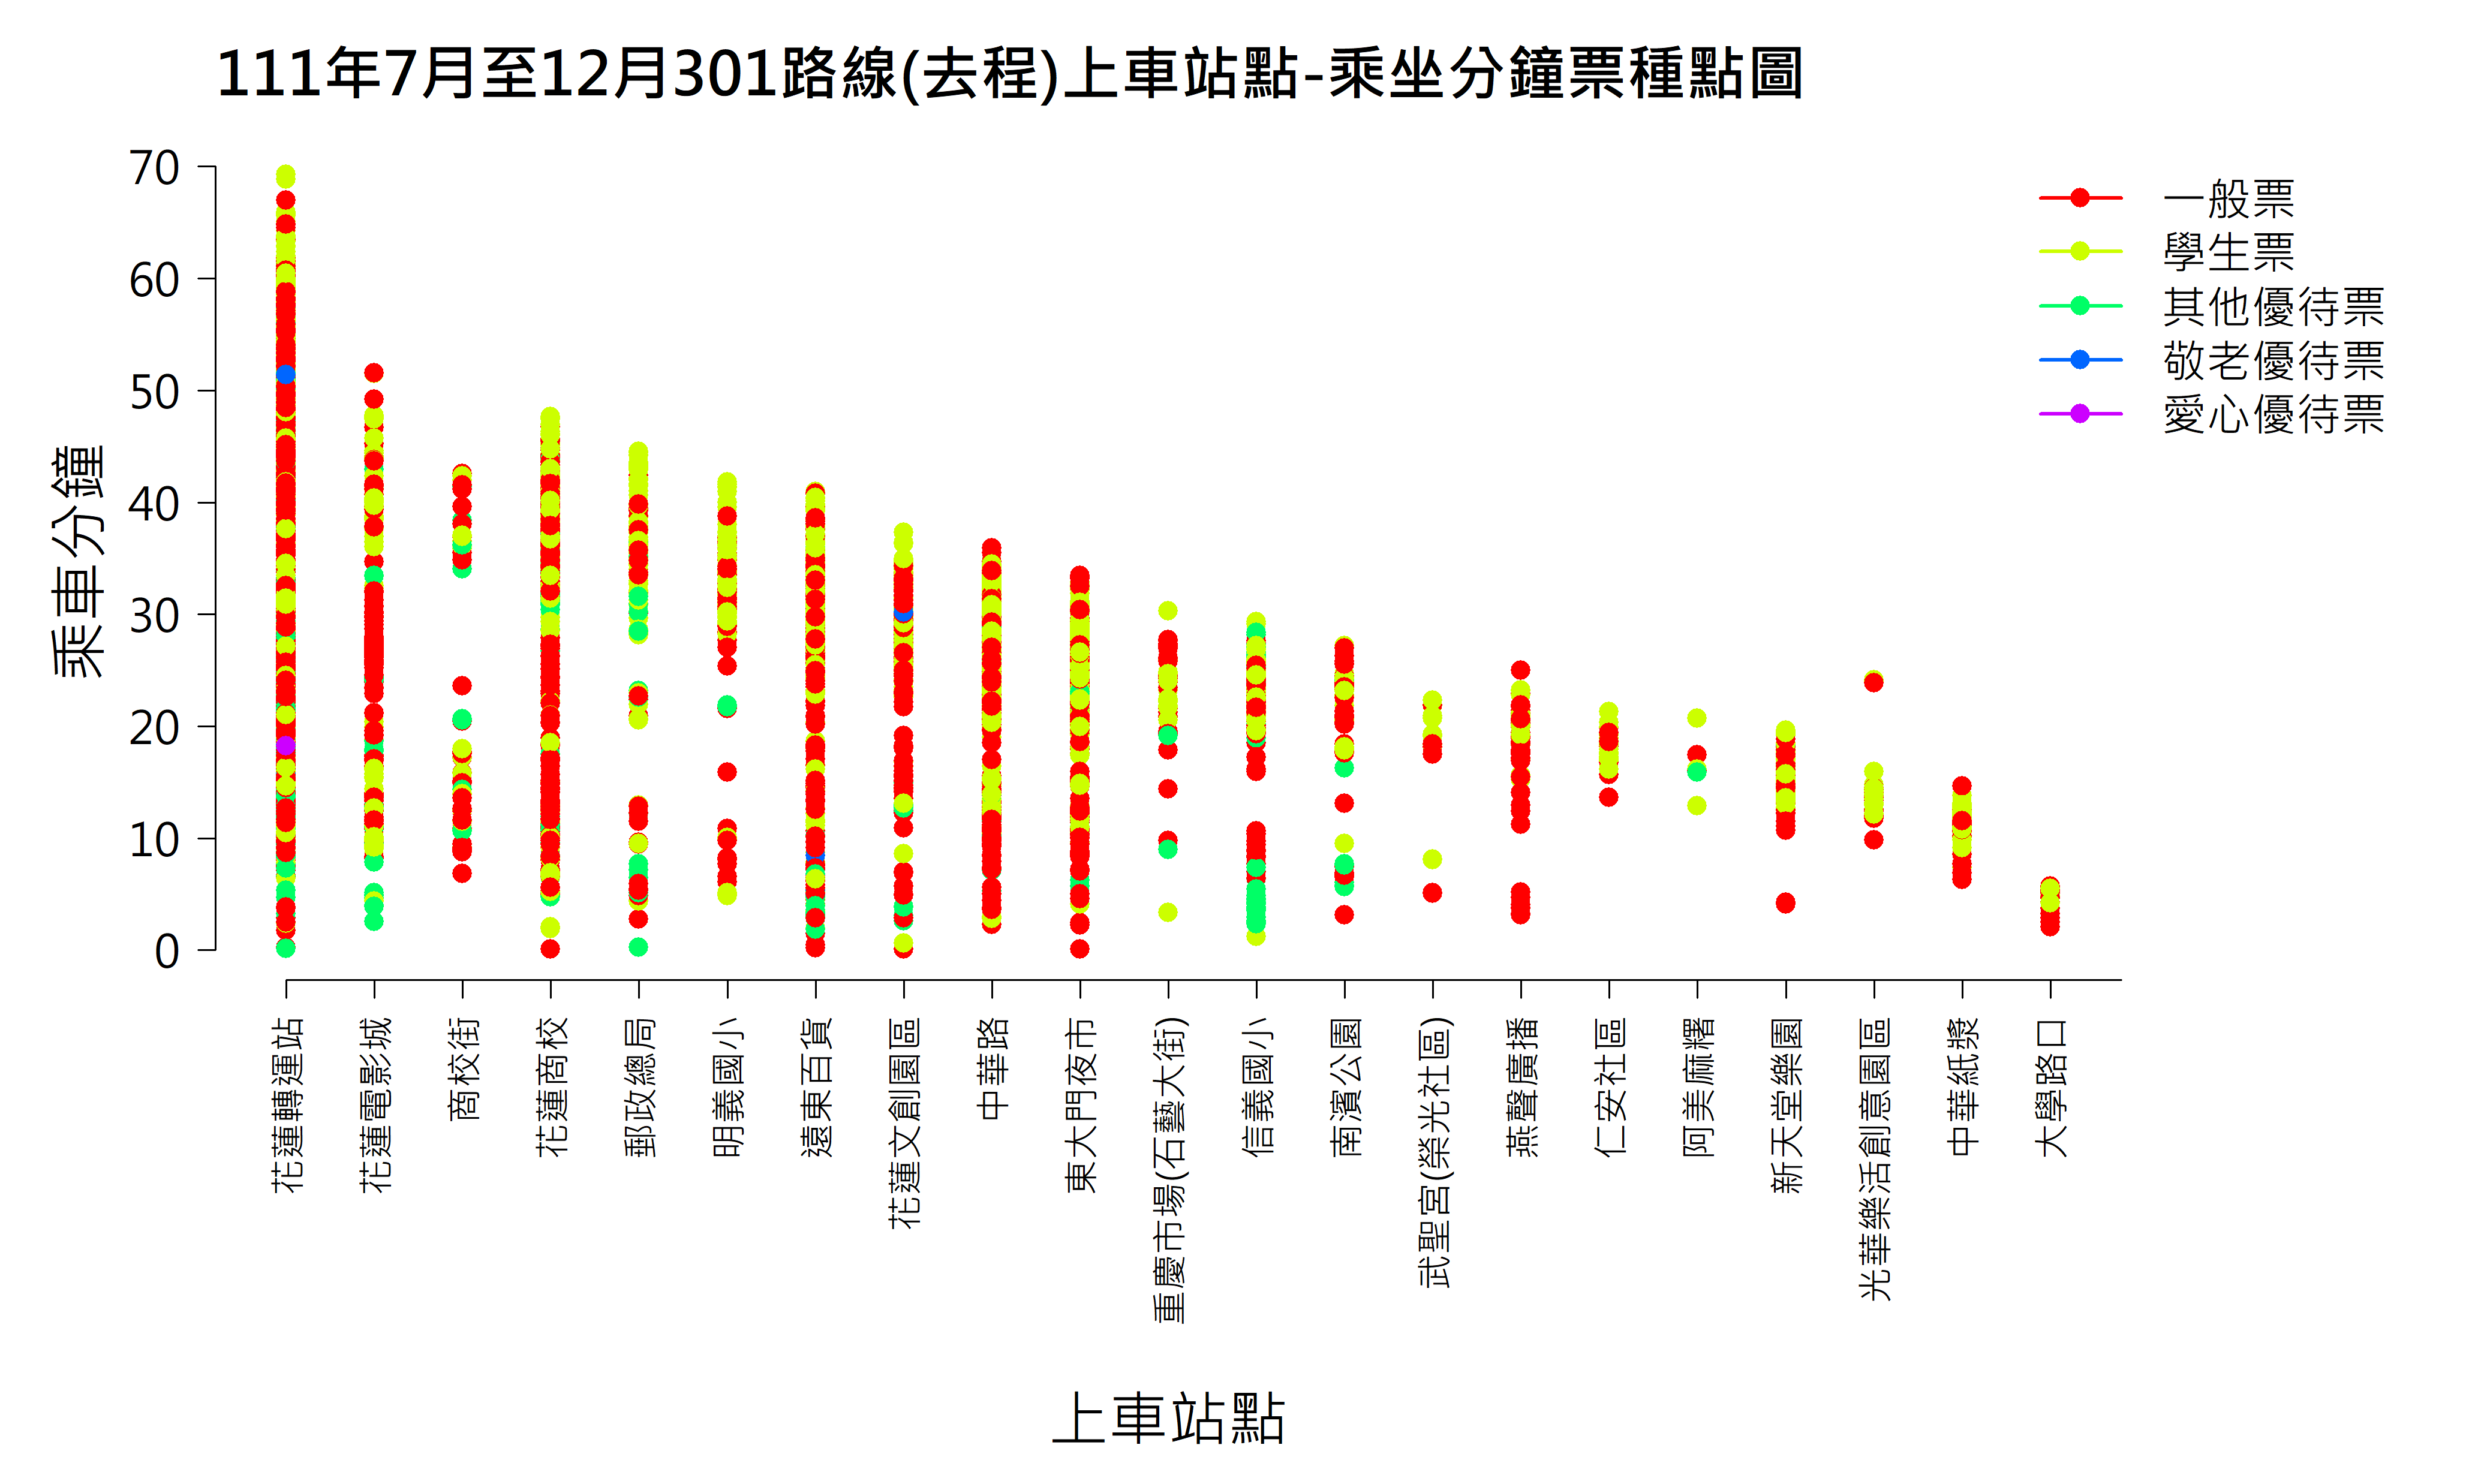 111年7月至12月301路線(去程)上車站點-乘坐分鐘票種點圖
一般票
學生票
其他優待票
敬老優待票
愛心優待票
乘車分鐘
70
60
50
40
30
20
10
0
花蓮轉運站
花蓮電影城
商校街
花蓮商校
郵政總局
明義國小
遠東百貨
花蓮文創園區
中華路
東大門夜市
重慶市場(石藝大街)
信義國小
南濱公園
武聖宮(榮光社區)
燕聲廣播
仁安社區
阿美麻糬
新天堂樂園
光華樂活創意園區
中華紙漿
大學路口
上車站點